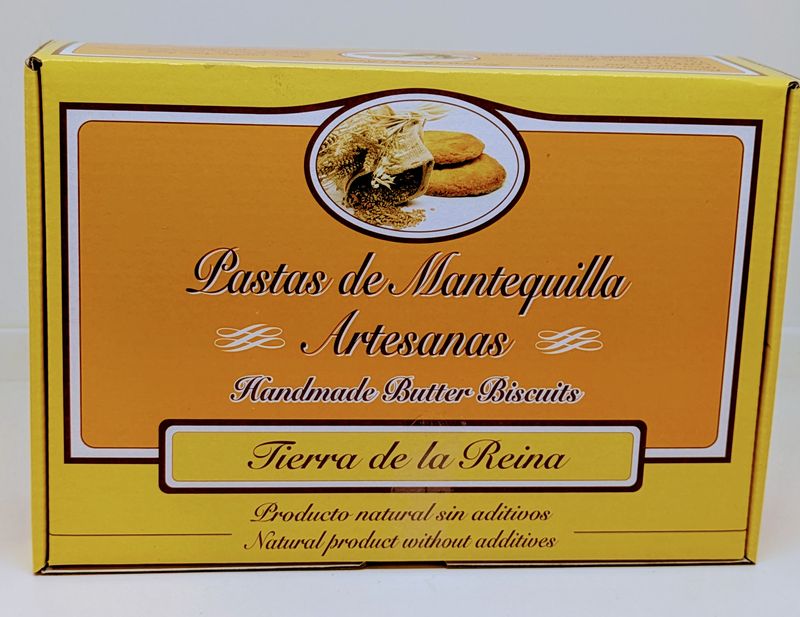 Pastas de Mantequilla
Artesanas
Handmade Butter Biscuits
Tierra de la Reina
Producto natural sin aditivos
Natural product without additives